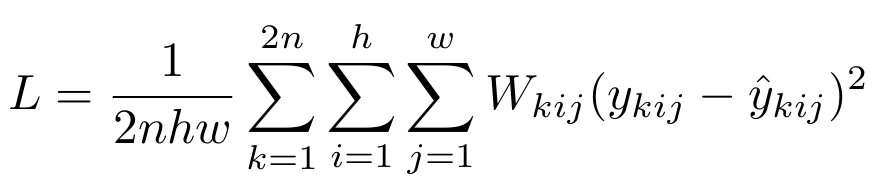 L = \frac{1}{2nhw} \sum_{k=1}^{2n} \sum_{i=1}^{h} \sum_{j=1}^{w} W_{kij}(y_{kij} - \hat{y}_{kij})^2